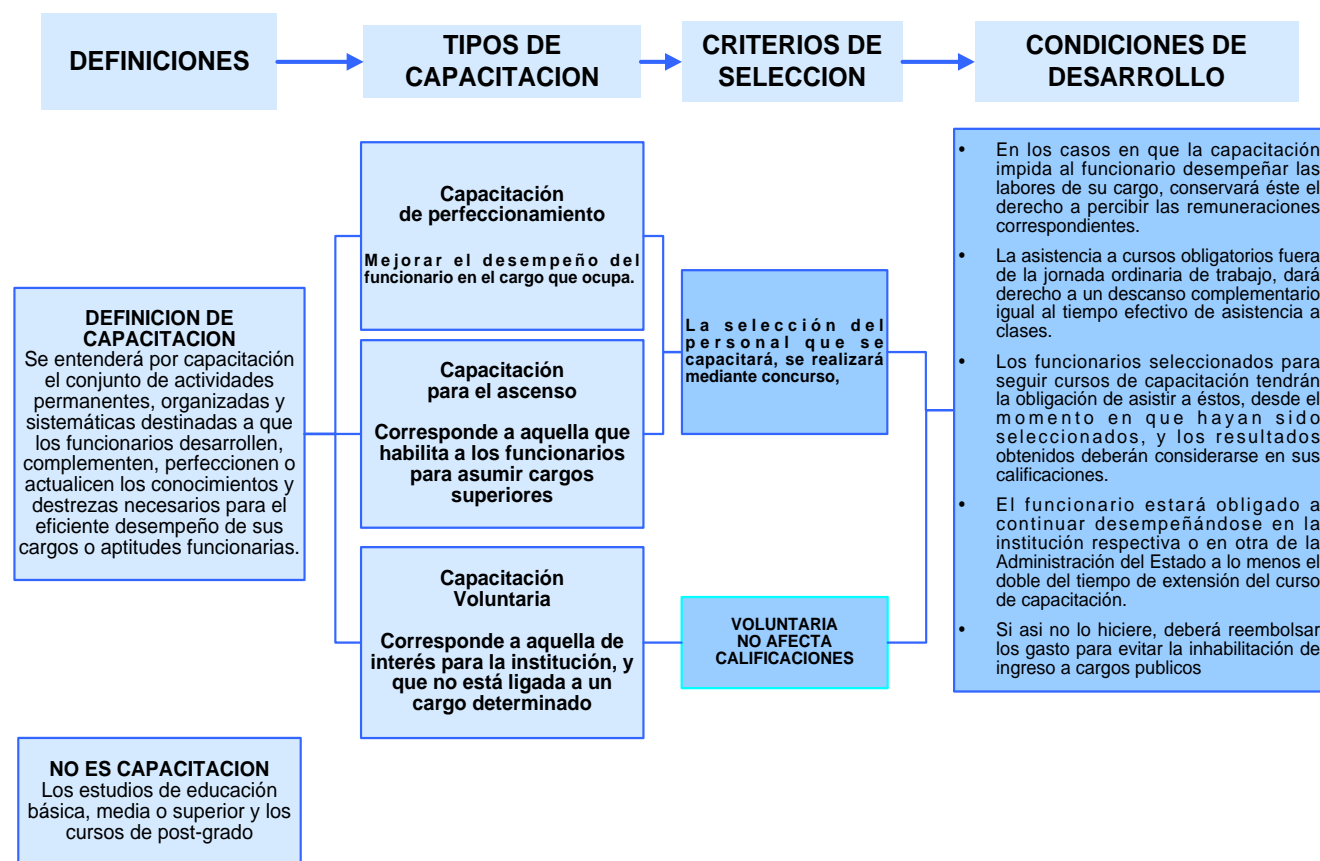 DEFINICIONES
TIPOS DE
CAPACITACION
CRITERIOS DE
SELECCION
CONDICIONES DE
DESARROLLO
DEFINICION DE
CAPACITACION
Se entenderá por capacitación
el conjunto de actividades
permanentes, organizadas y
sistemáticas destinadas a que
los funcionarios desarrollen,
complementen, perfeccionen o
actualicen los conocimientos y
destrezas necesarios para el
eficiente desempeño de sus
cargos o aptitudes funcionarias.
NO ES CAPACITACION
Los estudios de educación
básica, media o superior y los
cursos de post-grado
Capacitación
de perfeccionamiento
Mejorar el desempeño del
funcionario en el cargo que ocupa.
Capacitación
para el ascenso
Corresponde a aquella que
habilita a los funcionarios
para asumir cargos
superiores
Capacitación
Voluntaria
Corresponde a aquella de
interés para la institución, y
que no está ligada a un
cargo determinado
La selección del
personal que se
capacitará, se realizará
mediante concurso,
VOLUNTARIA
NO AFECTA
CALIFICACIONES
• En los casos en que la capacitación
impida al funcionario desempeñar las
labores de su cargo, conservará éste el
derecho a percibir las remuneraciones
correspondientes.
• La asistencia a cursos obligatorios fuera
de la jornada ordinaria de trabajo, dará
derecho a un descanso complementario
igual al tiempo efectivo de asistencia a
clases.
• Los funcionarios seleccionados para
seguir cursos de capacitación tendrán
la obligación de asistir a éstos, desde el
momento en que hayan sido
seleccionados, y los resultados
obtenidos deberán considerarse en sus
calificaciones.
• El funcionario estará obligado a
continuar desempeñándose en la
institución respectiva o en otra de la
Administración del Estado a lo menos el
doble del tiempo de extensión del curso
de capacitación.
• Si asi no lo hiciere, deberá reembolsar
los gasto para evitar la inhabilitación de
ingreso a cargos publicos